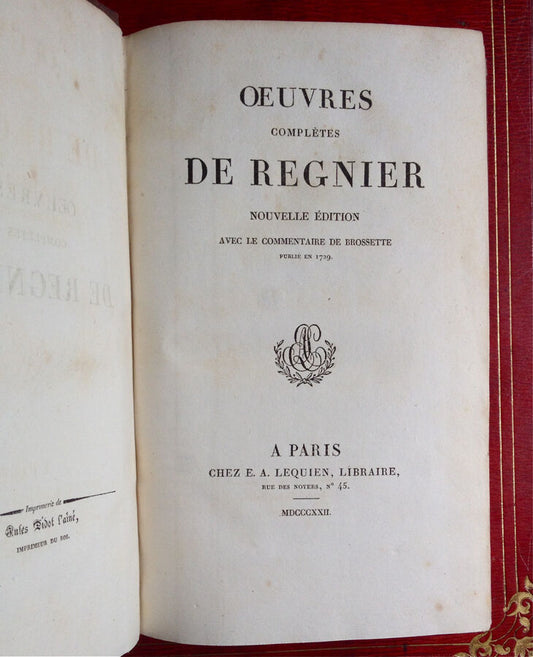 Imprimerie de
Jules Didot l'aîné,
IMPRIMEUR DU ROI.
OEUVRES
COMPLÈTES
DE REGNIER
NOUVELLE ÉDITION
AVEC LE COMMENTAIRE DE BROSSETTE
PUBLIÉ EN 1729.
A PARIS
CHEZ E. A. LEQUIEN, LIBRAIRE,
RUE DES NOYERS, N° 45.
MDCCCXXII.